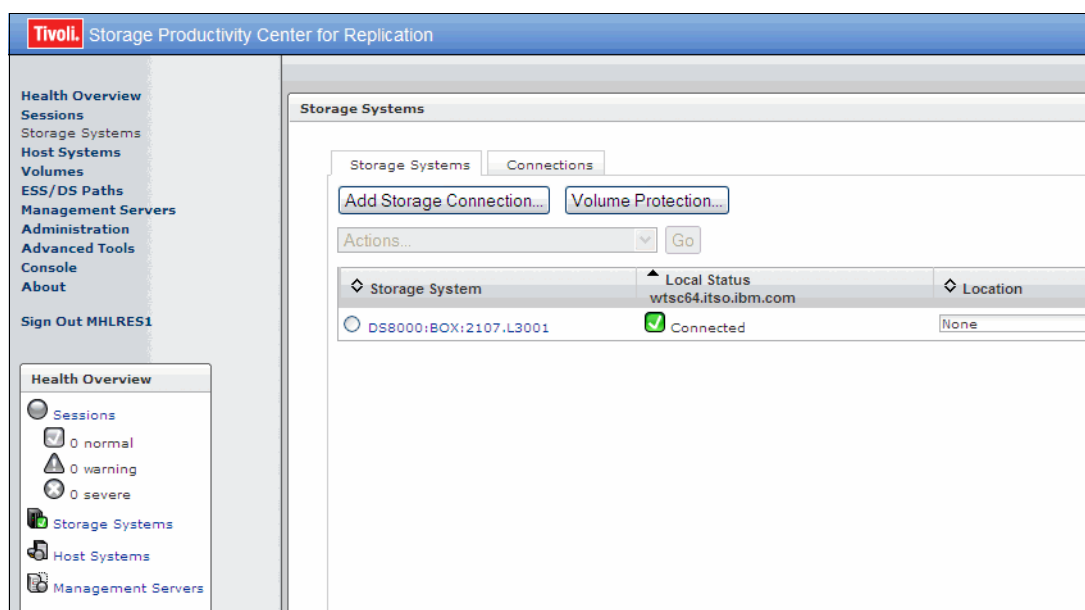 Tivoli. Storage Productivity Center for Replication
Health Overview
Sessions
Storage Systems
Host Systems
Volumes
ESS/DS Paths
Management Servers
Administration
Advanced Tools
Console
About
Sign Out MHLRES1
Health Overview
Sessions
0 normal
0 warning
0 severe
Storage Systems
Host Systems
Management Servers
Storage Systems
Storage Systems Connections
Add Storage Connection... Volume Protection...
Actions... Go
Storage System Local Status Location
wtsc64.itso.ibm.com
DS8000:BOX:2107.L3001 Connected None